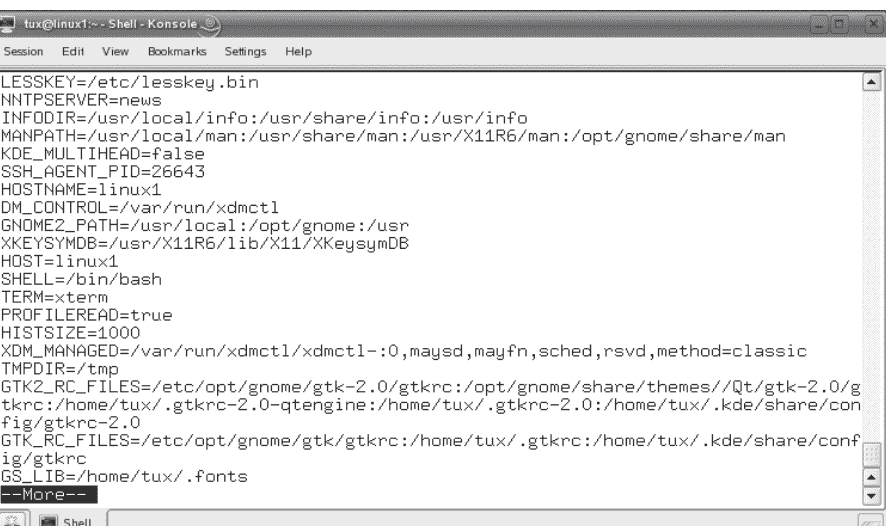 tux@linux1:~ - Shell - Konsole
Session Edit View Bookmarks Settings Help
LESSKEY=/etc/lesskey.bin
NNTPSERVER=news
INFODIR=/usr/local/info:/usr/share/info:/usr/info
MANPATH=/usr/local/man:/usr/share/man:/usr/X11R6/man:/opt/gnome/share/man
KDE_MULTIHEAD=false
SSH_AGENT_PID=26643
HOSTNAME=linux1
DM_CONTROL=/var/run/xdmctl
GNOME2_PATH=/usr/local:/opt/gnome:/usr
XKEYSYMDB=/usr/X11R6/lib/X11/XKeysymDB
HOST=linux1
SHELL=/bin/bash
TERM=xterm
PROFILEREAD=true
HISTSIZE=1000
XDM_MANAGED=/var/run/xdmctl/xdmctl-:0,maysd,mayfn,sched,rsvd,method=classic
TMPDIR=/tmp
GTK2_RC_FILES=/etc/opt/gnome/gtk-2.0/gtkrc:/opt/gnome/share/themes//Qt/gtk-2.0/g
tkrc:/home/tux/.gtkrc-2.0-qtengine:/home/tux/.gtkrc-2.0:/home/tux/.kde/share/con
fig/gtkrc-2.0
GTK_RC_FILES=/etc/opt/gnome/gtk/gtkrc:/home/tux/.gtkrc:/home/tux/.kde/share/conf
ig/gtkrc
GS_LIB=/home/tux/.fonts
--More--
Shell